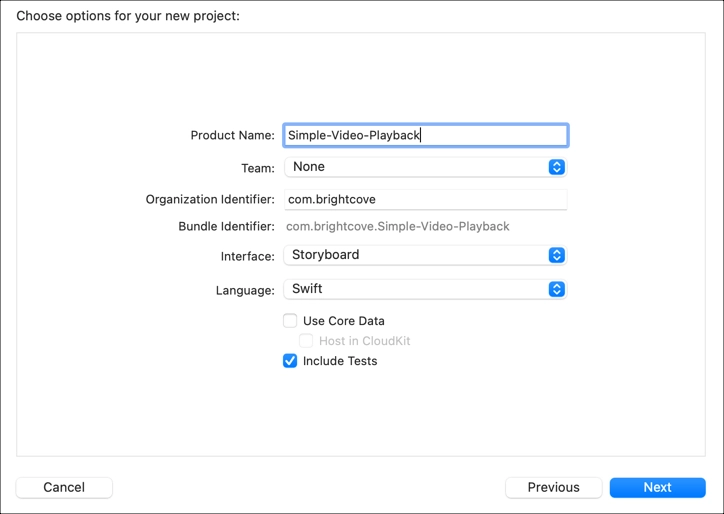 Choose options for your new project:
Product Name: Simple-Video-Playback
Team: None
Organization Identifier: com.brightcove
Bundle Identifier: com.brightcove.Simple-Video-Playback
Interface: Storyboard
Language: Swift
Use Core Data
Host in CloudKit
Include Tests
Cancel Previous Next